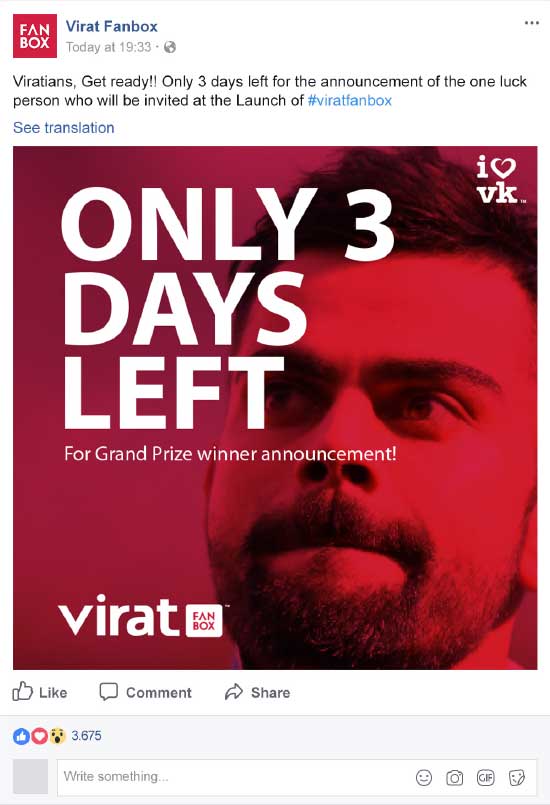 FAN
BOX
Virat Fanbox
Today at 19:33 ·
Viratians, Get ready!! Only 3 days left for the announcement of the one luck
person who will be invited at the Launch of #viratfanbox
See translation
i
vk™
ONLY 3
DAYS
LEFT
For Grand Prize winner announcement!
virat FAN BOX™
Like Comment Share
3.675
Write something...
GIF